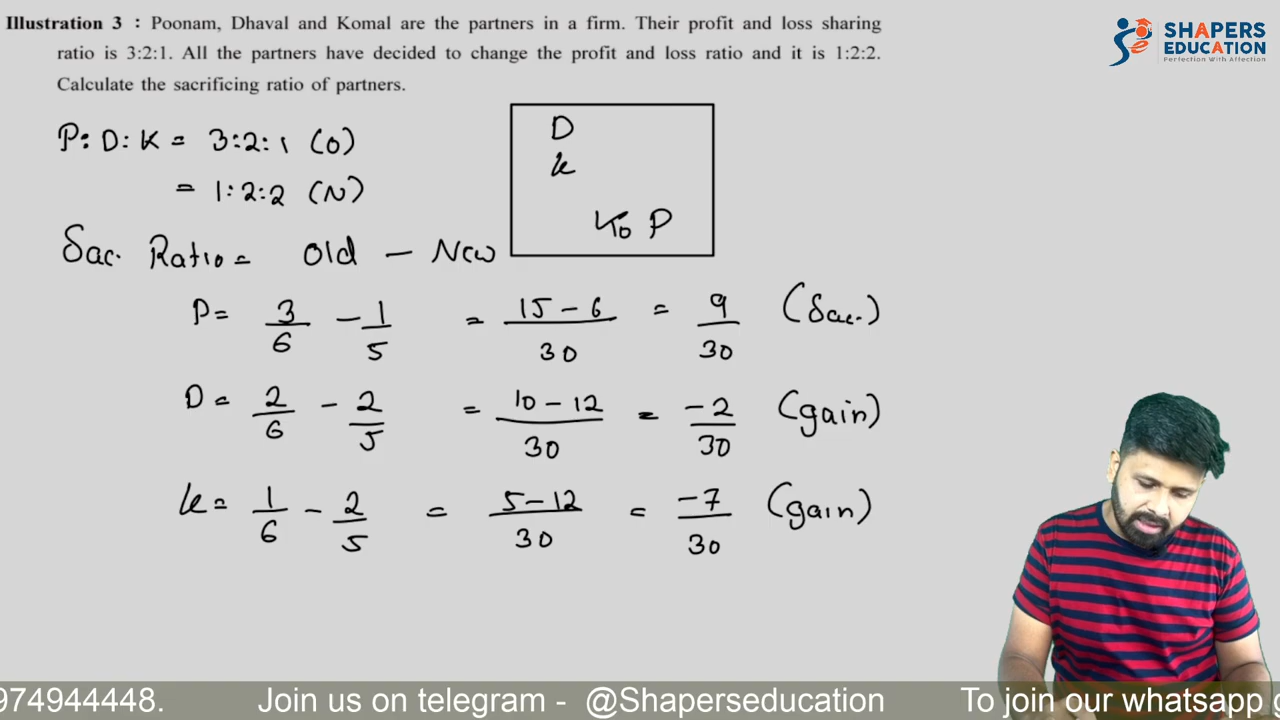 Illustration 3 : Poonam, Dhaval and Komal are the partners in a firm. Their profit and loss sharing
ratio is 3:2:1. All the partners have decided to change the profit and loss ratio and it is 1:2:2.
Calculate the sacrificing ratio of partners.
SHAPERS
EDUCATION
Perfection With Affection
P: D: K = 3:2:1 (O)
= 1:2:2 (N)
D
K
To P
Sac. Ratio = Old - New
P = 3/6 - 1/5 = 15-6/30 = 9/30 (Sac.)
D = 2/6 - 2/5 = 10-12/30 = -2/30 (gain)
K = 1/6 - 2/5 = 5-12/30 = -7/30 (gain)
974944448. Join us on telegram - @Shaperseducation To join our whatsapp g